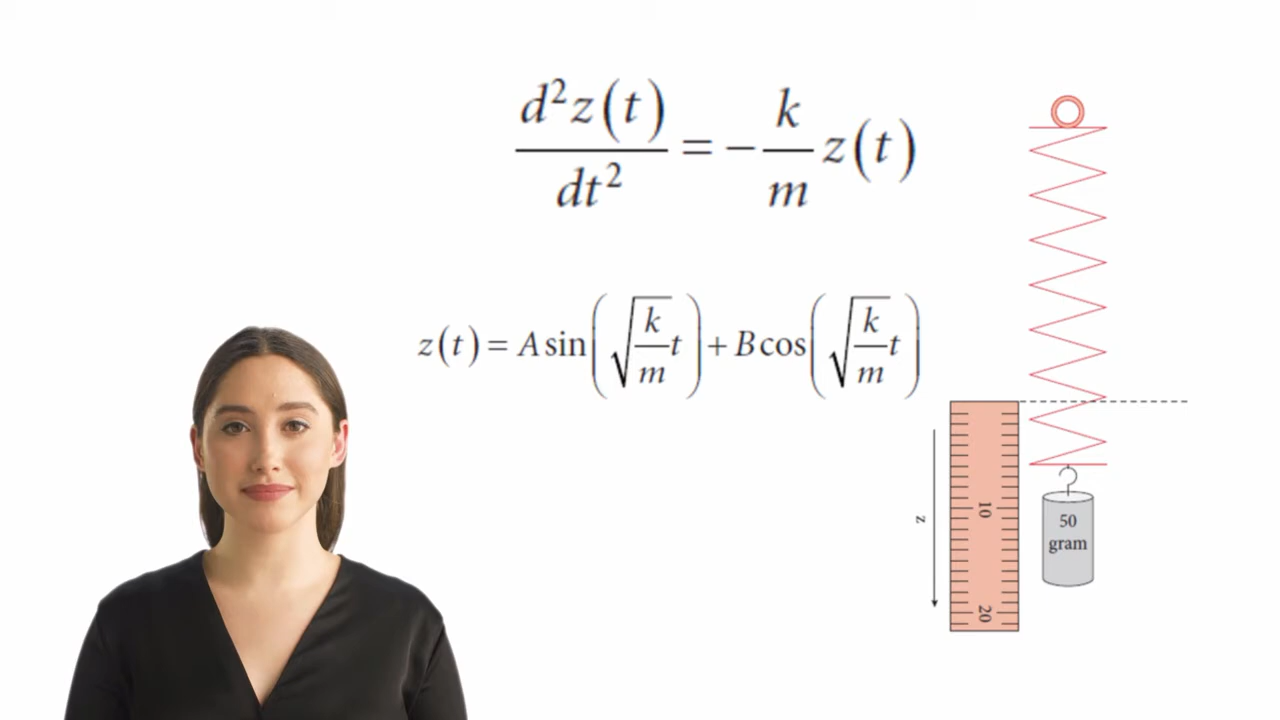 d²z(t)/dt² = −(k/m) z(t)
z(t) = A sin(√(k/m) t) + B cos(√(k/m) t)
z
10
20
50
gram